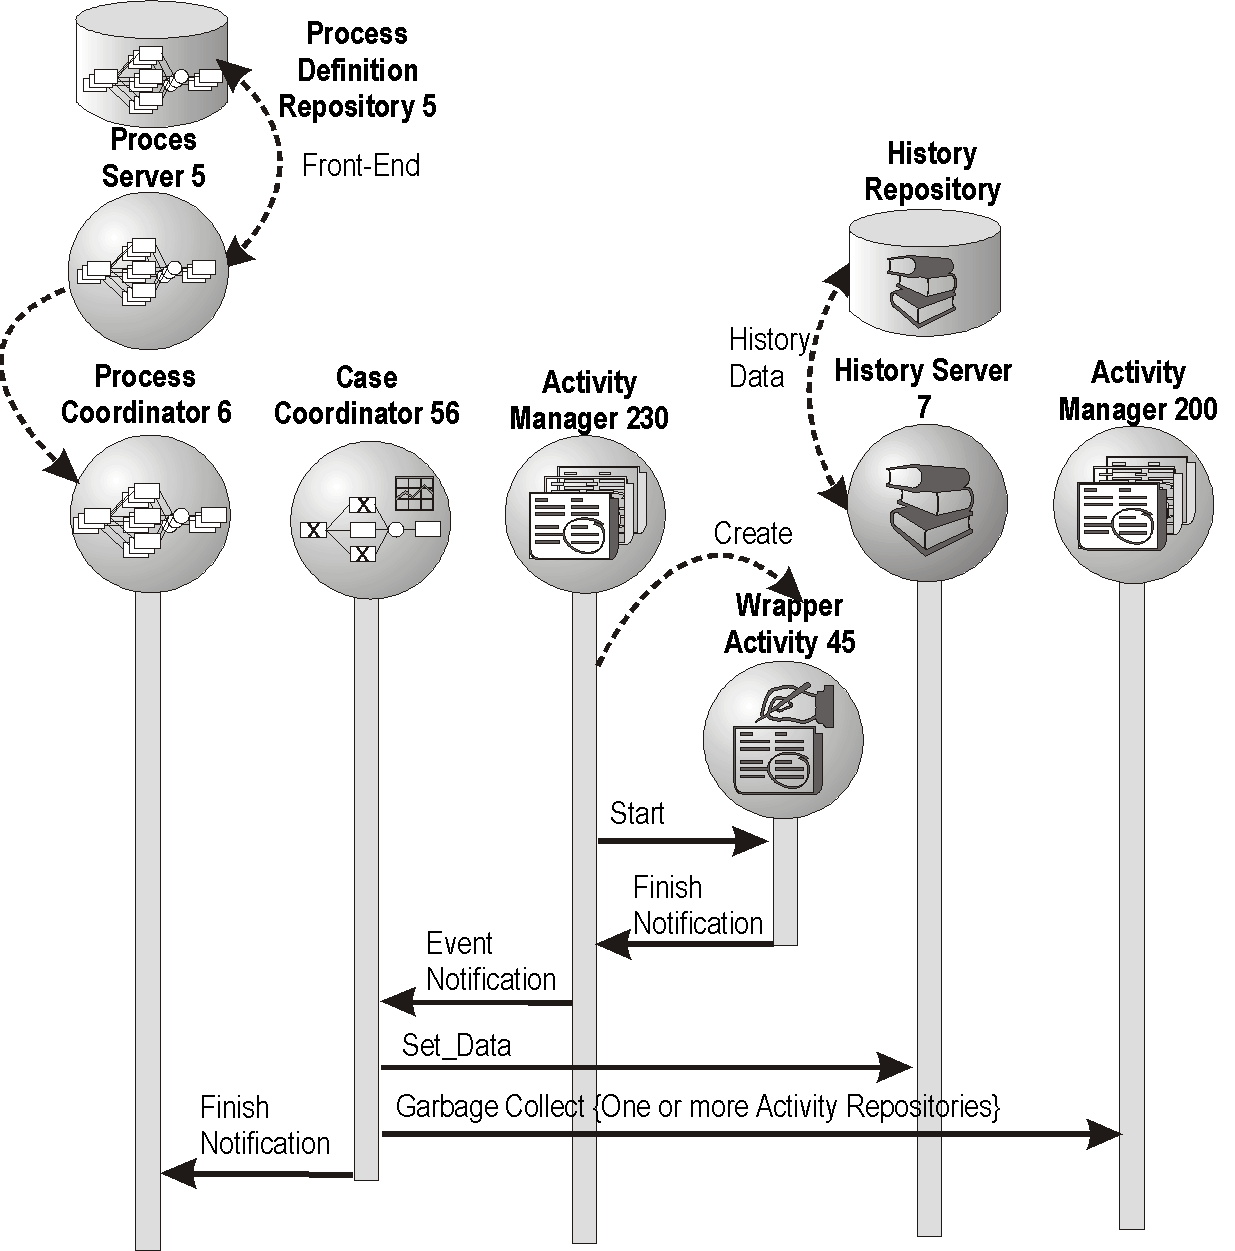 Process
Definition
Repository 5
Proces
Server 5
Front-End
History
Repository
History
Data
Process
Coordinator 6
Case
Coordinator 56
Activity
Manager 230
History Server
7
Activity
Manager 200
Create
Wrapper
Activity 45
Start
Finish
Notification
Event
Notification
Set_Data
Garbage Collect {One or more Activity Repositories}
Finish
Notification
X
X
X